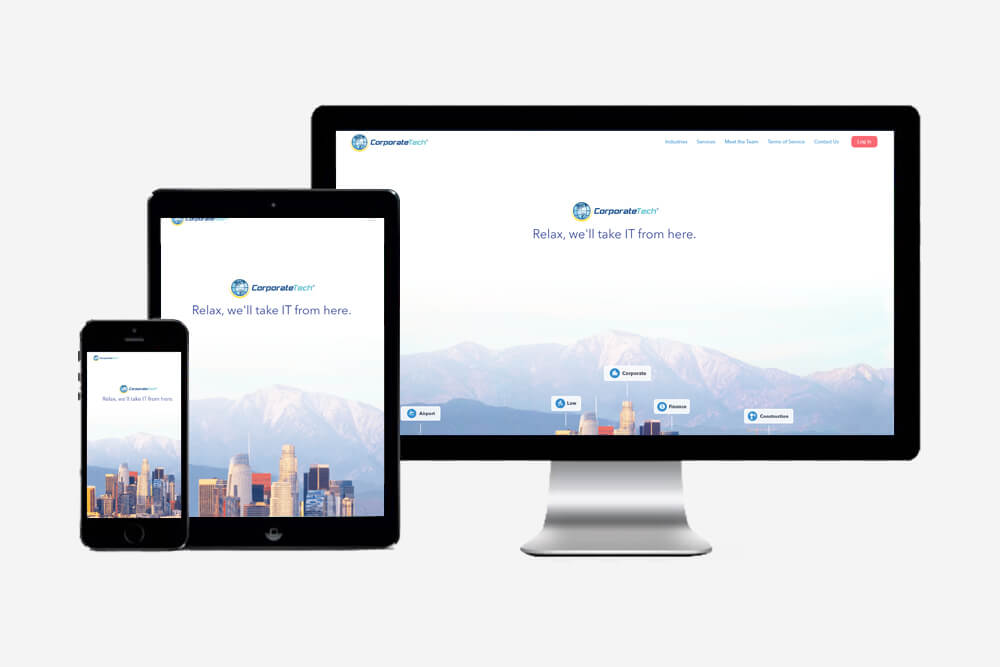 CorporateTech
Industries Services Meet the Team Terms of Service Contact Us Log in
CorporateTech
Relax, we'll take IT from here.
Corporate
Law
Finance
Airport
Construction
CorporateTech
CorporateTech
Relax, we'll take IT from here.
CorporateTech
CorporateTech
Relax, we'll take IT from here.